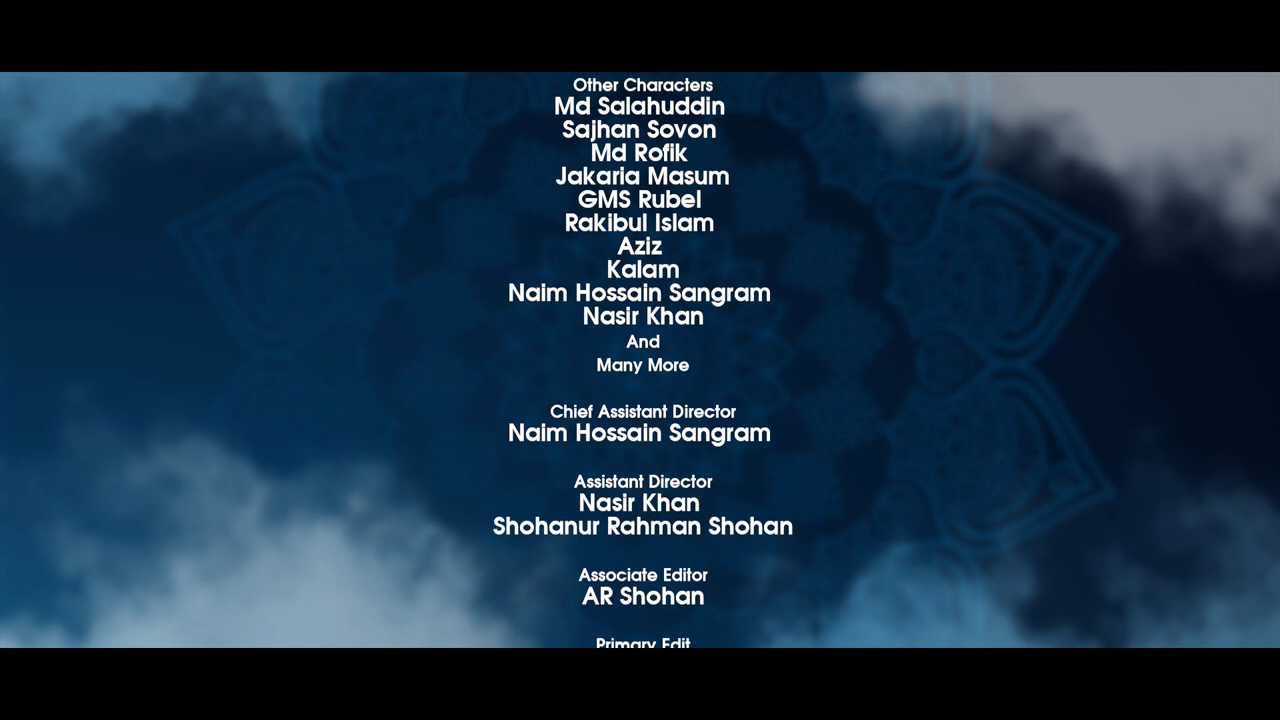 Other Characters
Md Salahuddin
Sajhan Sovon
Md Rofik
Jakaria Masum
GMS Rubel
Rakibul Islam
Aziz
Kalam
Naim Hossain Sangram
Nasir Khan
And
Many More
Chief Assistant Director
Naim Hossain Sangram
Assistant Director
Nasir Khan
Shohanur Rahman Shohan
Associate Editor
AR Shohan
Primary Edit